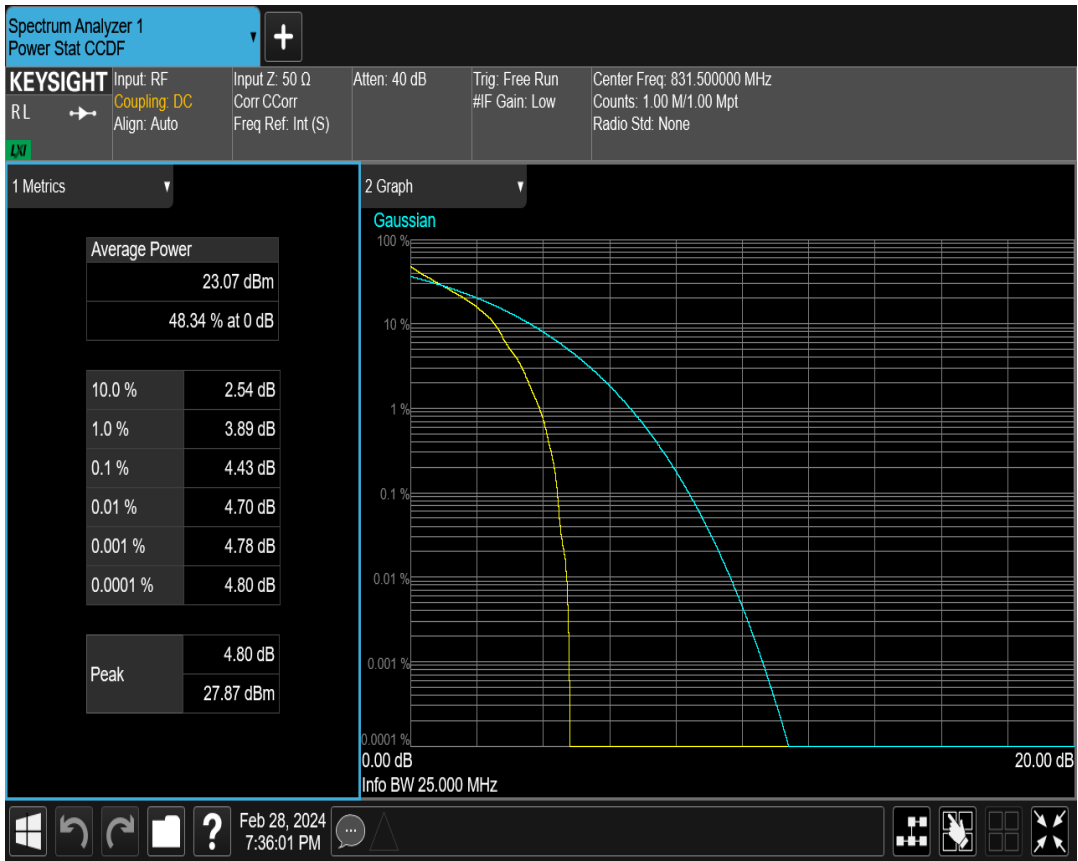 Spectrum Analyzer 1
Power Stat CCDF
+
KEYSIGHT
RL
LXI
Input: RF
Coupling: DC
Align: Auto
Input Z: 50 Ω
Corr CCorr
Freq Ref: Int (S)
Atten: 40 dB
Trig: Free Run
#IF Gain: Low
Center Freq: 831.500000 MHz
Counts: 1.00 M/1.00 Mpt
Radio Std: None
1 Metrics
Average Power
23.07 dBm
48.34 % at 0 dB
10.0 % 2.54 dB
1.0 % 3.89 dB
0.1 % 4.43 dB
0.01 % 4.70 dB
0.001 % 4.78 dB
0.0001 % 4.80 dB
Peak
4.80 dB
27.87 dBm
2 Graph
Gaussian
100 %
10 %
1 %
0.1 %
0.01 %
0.001 %
0.0001 %
0.00 dB 20.00 dB
Info BW 25.000 MHz
?
Feb 28, 2024
7:36:01 PM